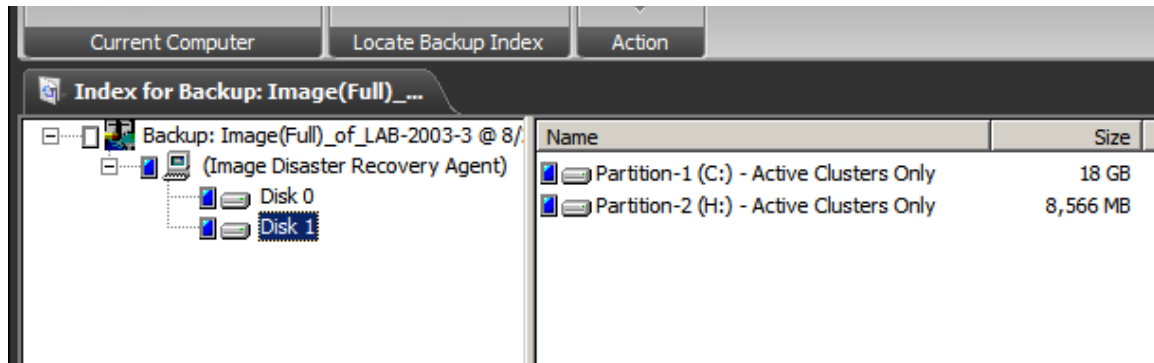 Current Computer Locate Backup Index Action
Index for Backup: Image(Full)_...
Backup: Image(Full)_of_LAB-2003-3 @ 8/
(Image Disaster Recovery Agent)
Disk 0
Disk 1
Name Size
Partition-1 (C:) - Active Clusters Only 18 GB
Partition-2 (H:) - Active Clusters Only 8,566 MB